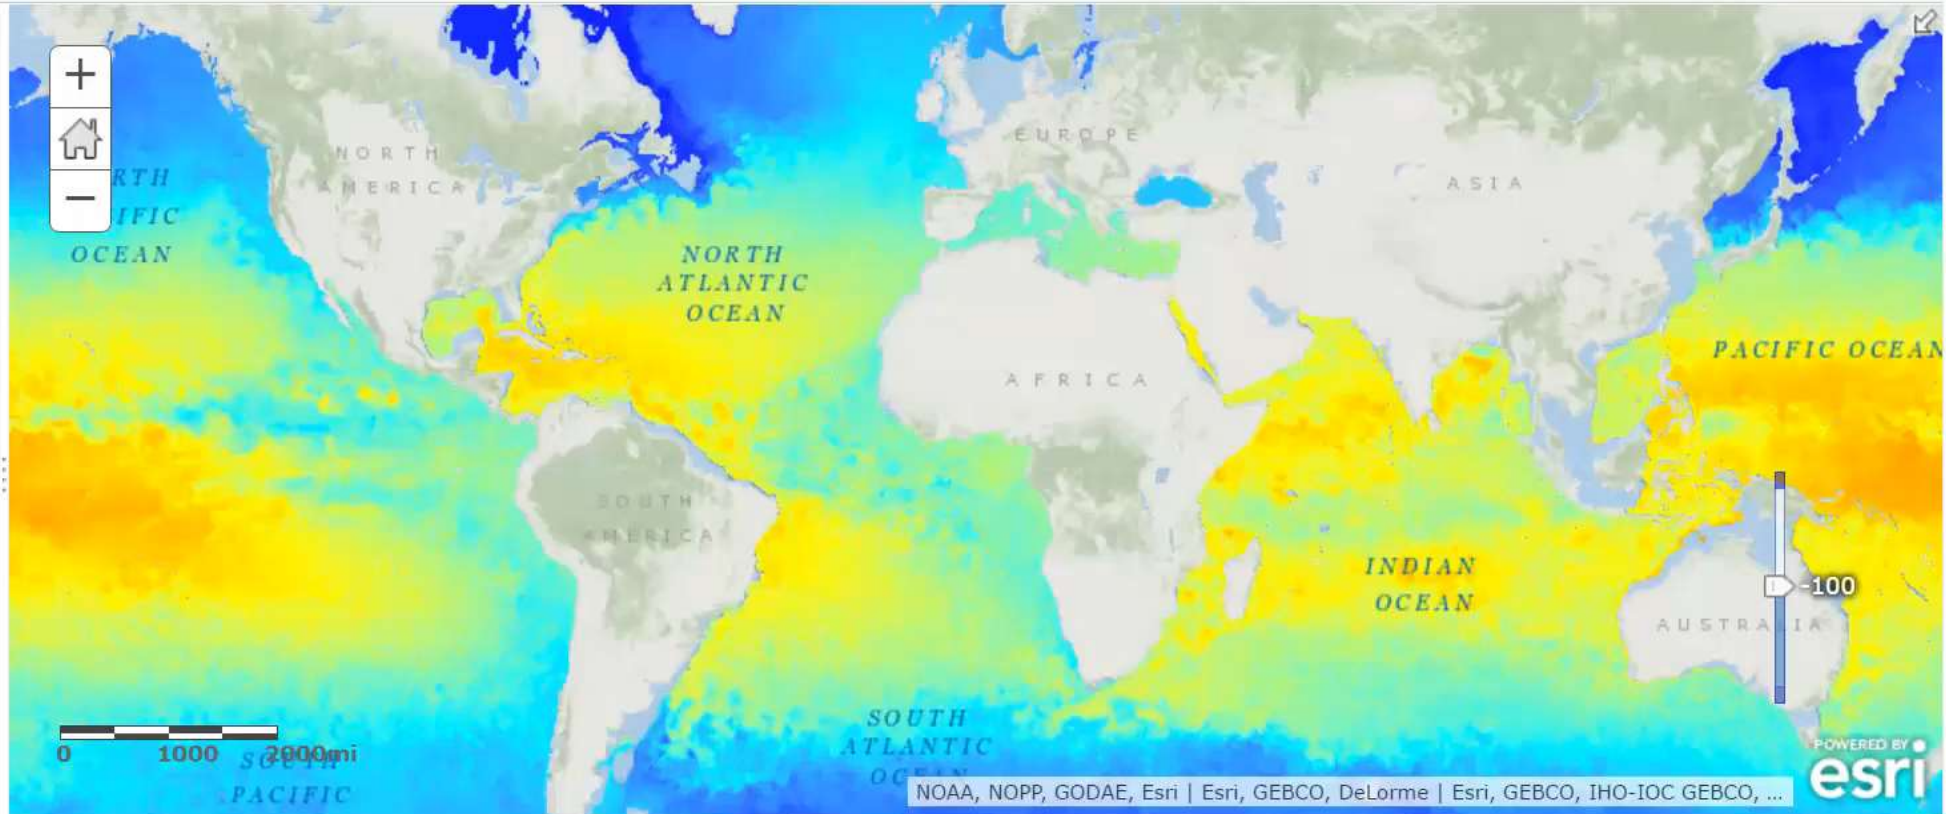 +
−
RTH
IFIC
OCEAN
NORTH
AMERICA
NORTH
ATLANTIC
OCEAN
EUROPE
ASIA
AFRICA
PACIFIC OCEAN
SOUTH
AMERICA
INDIAN
OCEAN
-100
AUSTRALIA
SOUTH
ATLANTIC
OCEAN
0 1000 2000mi
SOUTH
PACIFIC
POWERED BY
esri
NOAA, NOPP, GODAE, Esri | Esri, GEBCO, DeLorme | Esri, GEBCO, IHO-IOC GEBCO, ...